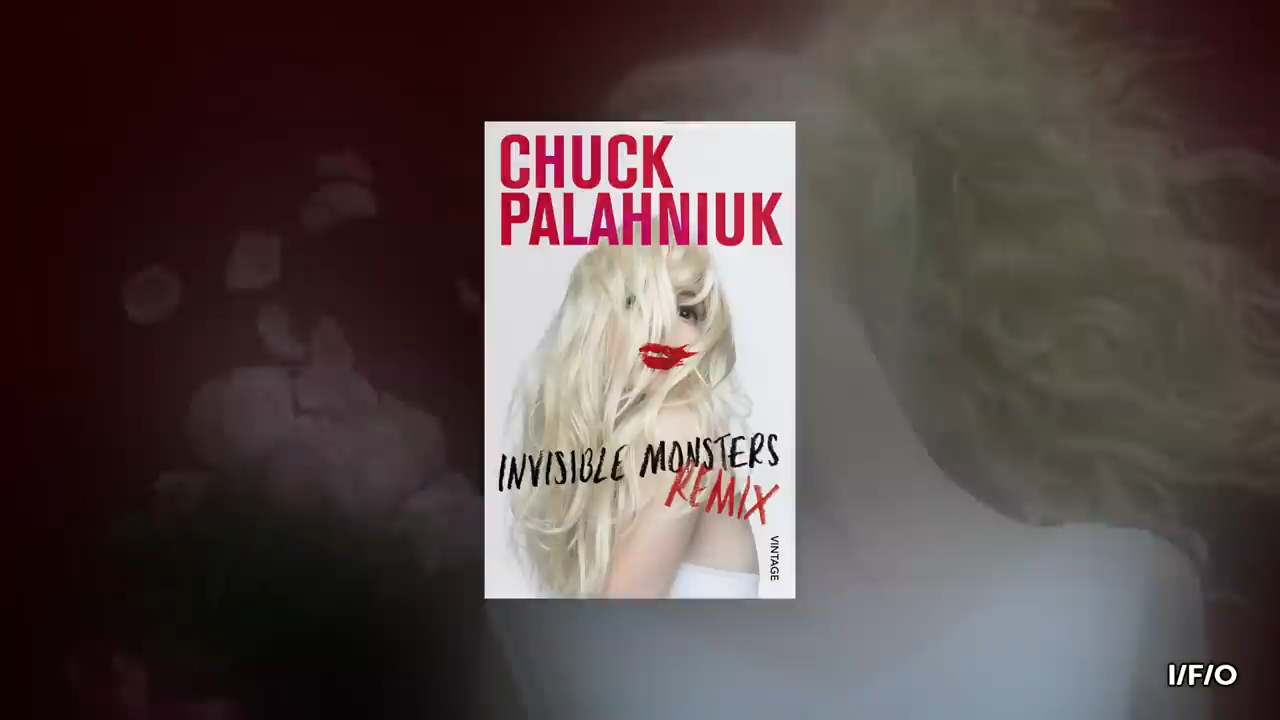 CHUCK
PALAHNIUK
INVISIBLE MONSTERS
REMIX
VINTAGE
I/F/O